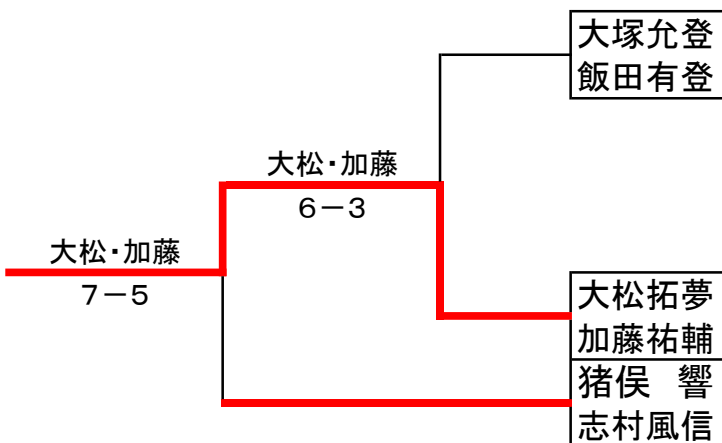 大塚允登
飯田有登
大松・加藤
6－3
大松・加藤
7－5
大松拓夢
加藤祐輔
猪俣　響
志村風信